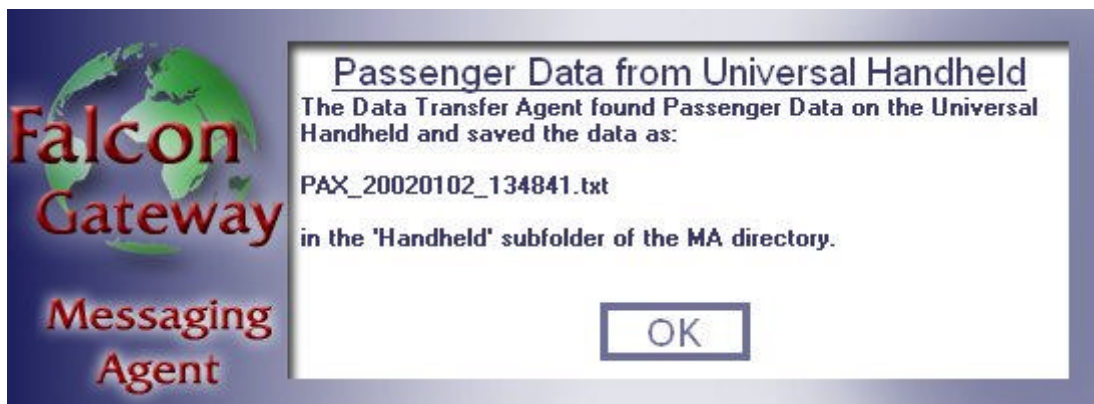 Falcon
Gateway
Messaging
Agent
Passenger Data from Universal Handheld
The Data Transfer Agent found Passenger Data on the Universal
Handheld and saved the data as:
PAX_20020102_134841.txt
in the 'Handheld' subfolder of the MA directory.
OK